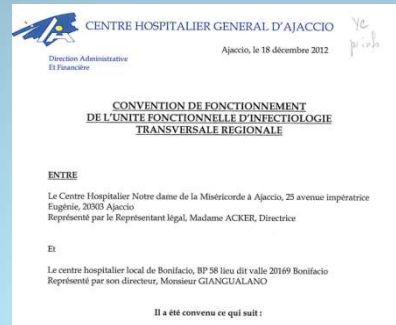 CENTRE HOSPITALIER GENERAL D'AJACCIO
Ajaccio, le 18 décembre 2012
Direction Administrative
Et Financière
CONVENTION DE FONCTIONNEMENT
DE L'UNITE FONCTIONNELLE D'INFECTIOLOGIE
TRANSVERSALE REGIONALE
ENTRE
Le Centre Hospitalier Notre dame de la Miséricorde à Ajaccio, 25 avenue impératrice
Eugénie, 20303 Ajaccio
Représenté par le Représentant légal, Madame ACKER, Directrice
Et
Le centre hospitalier local de Bonifacio, BP 58 lieu dit valle 20169 Bonifacio
Représenté par son directeur, Monsieur GIANGUALANO
Il a été convenu ce qui suit :